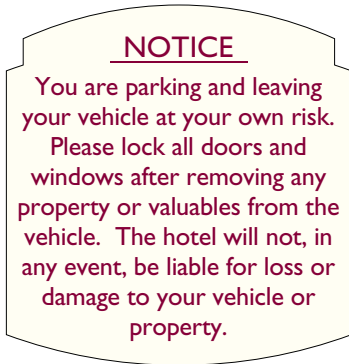 NOTICE
You are parking and leaving
your vehicle at your own risk.
Please lock all doors and
windows after removing any
property or valuables from the
vehicle.  The hotel will not, in
any event, be liable for loss or
damage to your vehicle or
property.